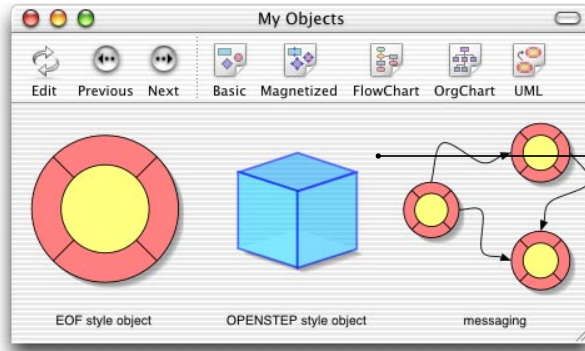 My Objects
Edit Previous Next Basic Magnetized FlowChart OrgChart UML
EOF style object OPENSTEP style object messaging